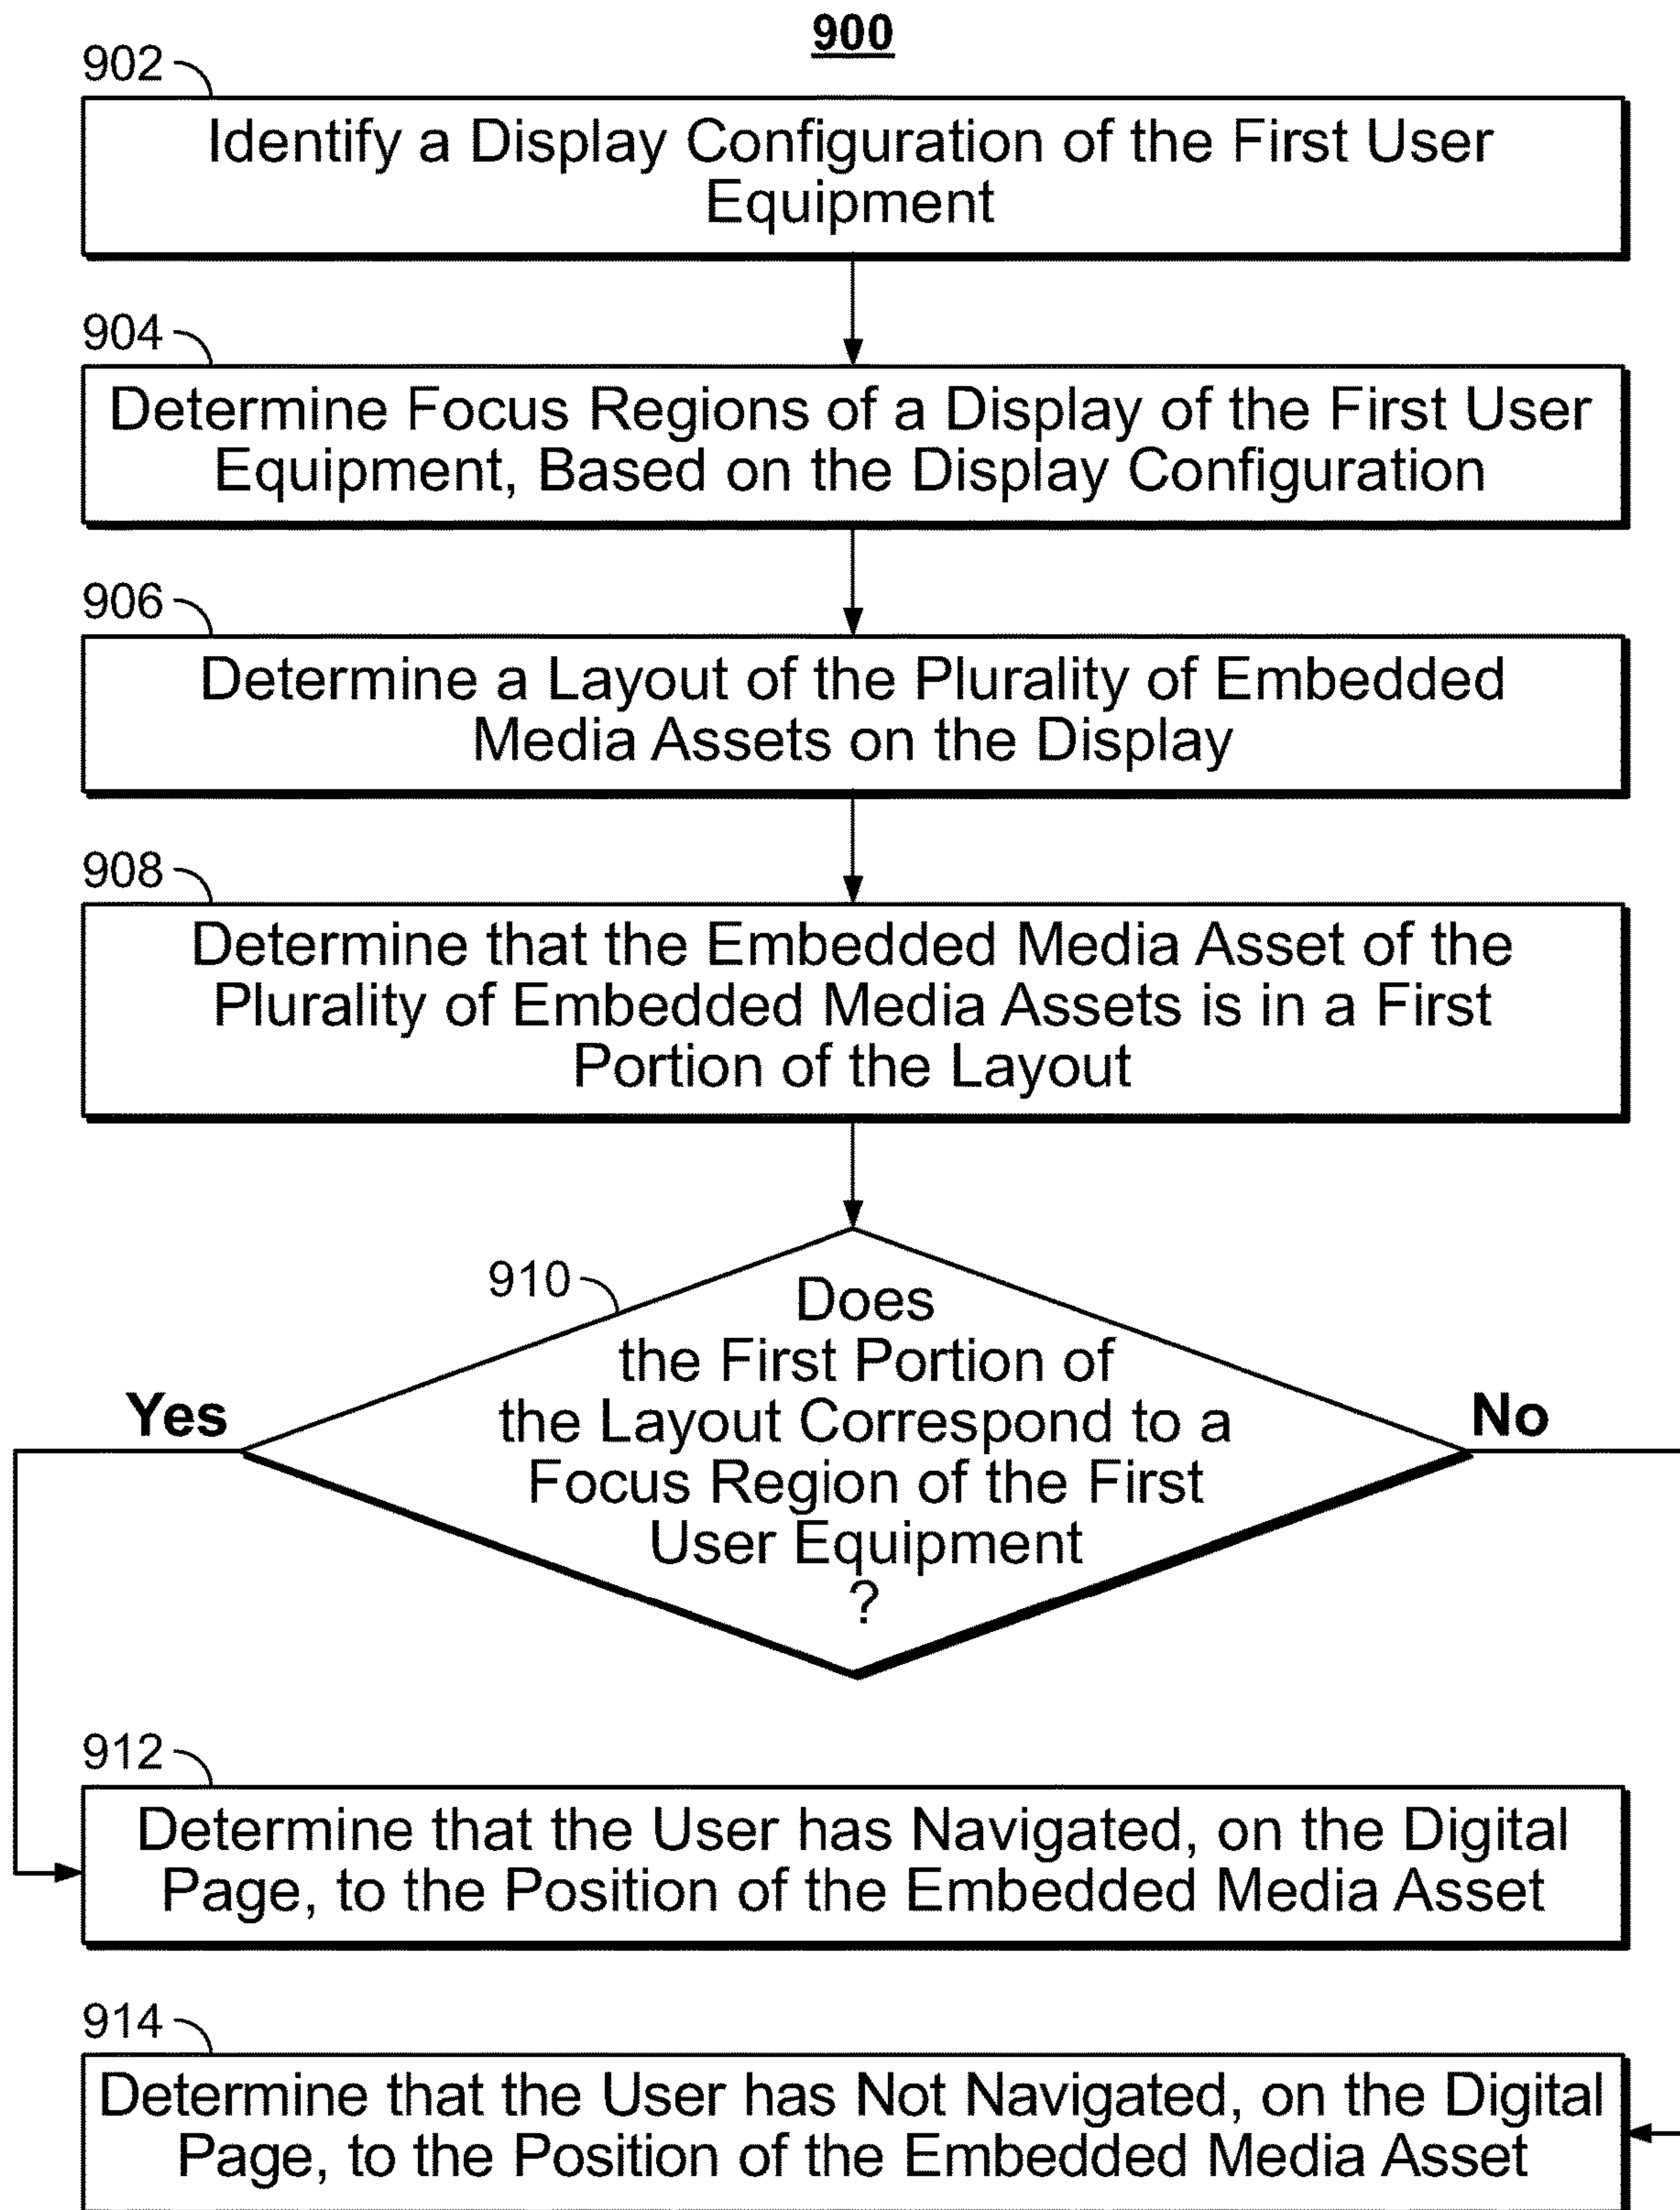 900
902
Identify a Display Configuration of the First User
Equipment
904
Determine Focus Regions of a Display of the First User
Equipment, Based on the Display Configuration
906
Determine a Layout of the Plurality of Embedded
Media Assets on the Display
908
Determine that the Embedded Media Asset of the
Plurality of Embedded Media Assets is in a First
Portion of the Layout
910
Does
the First Portion of
the Layout Correspond to a
Focus Region of the First
User Equipment
?
Yes
No
912
Determine that the User has Navigated, on the Digital
Page, to the Position of the Embedded Media Asset
914
Determine that the User has Not Navigated, on the Digital
Page, to the Position of the Embedded Media Asset